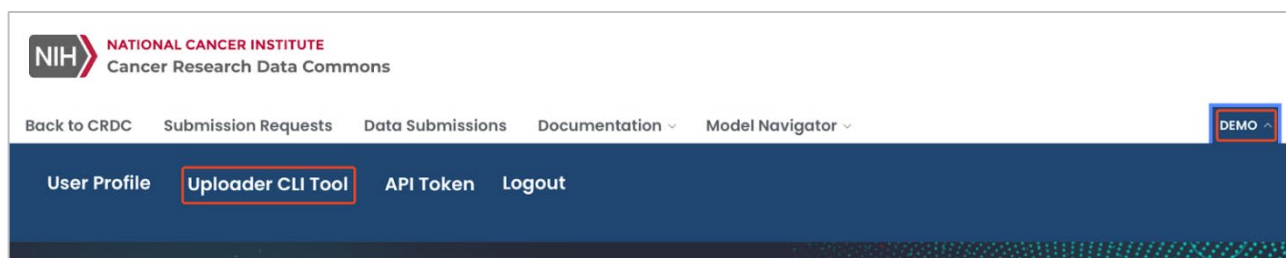 NIH NATIONAL CANCER INSTITUTE
Cancer Research Data Commons
Back to CRDC Submission Requests Data Submissions Documentation Model Navigator DEMO
User Profile Uploader CLI Tool API Token Logout